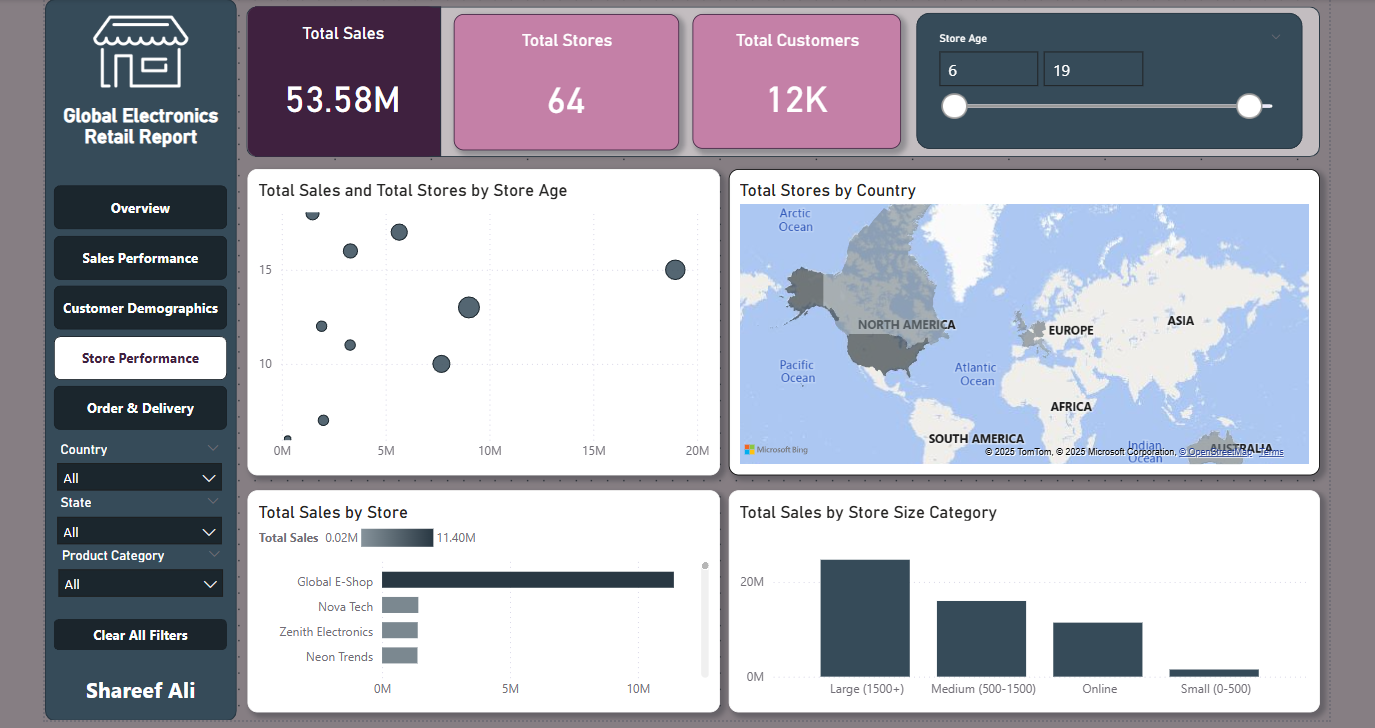 Global Electronics
Retail Report
Overview
Sales Performance
Customer Demographics
Store Performance
Order & Delivery
Country
All
State
All
Product Category
All
Clear All Filters
Shareef Ali
Total Sales
53.58M
Total Stores
64
Total Customers
12K
Store Age
6
19
Total Sales and Total Stores by Store Age
15
10
0M
5M
10M
15M
20M
Total Stores by Country
Arctic
Ocean
NORTH AMERICA
EUROPE
ASIA
Pacific
Ocean
Atlantic
Ocean
AFRICA
SOUTH AMERICA
Indian
Ocean
AUSTRALIA
Microsoft Bing
© 2025 TomTom, © 2025 Microsoft Corporation, © OpenStreetMap Terms
Total Sales by Store
Total Sales 0.02M 11.40M
Global E-Shop
Nova Tech
Zenith Electronics
Neon Trends
0M
5M
10M
Total Sales by Store Size Category
20M
0M
Large (1500+)
Medium (500-1500)
Online
Small (0-500)